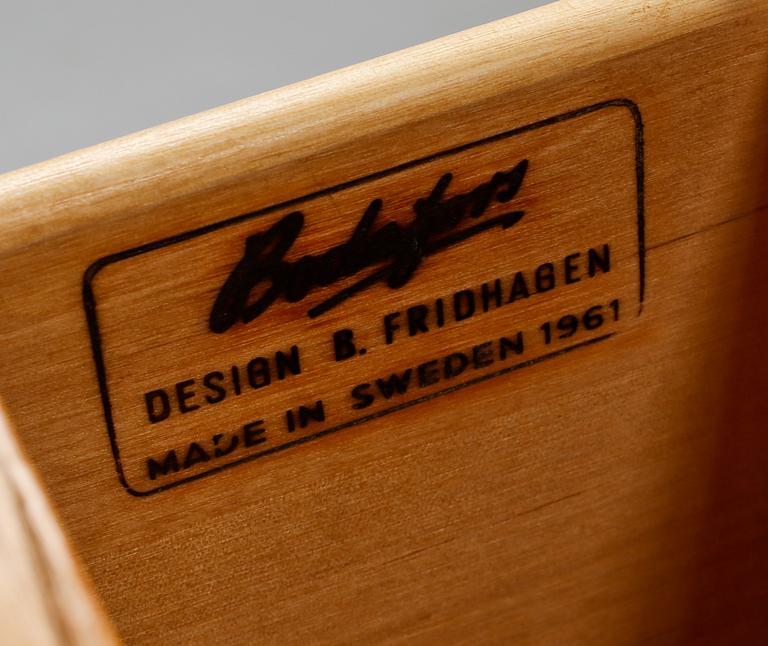 Bodafors
DESIGN B. FRIDHAGEN
MADE IN SWEDEN 1961